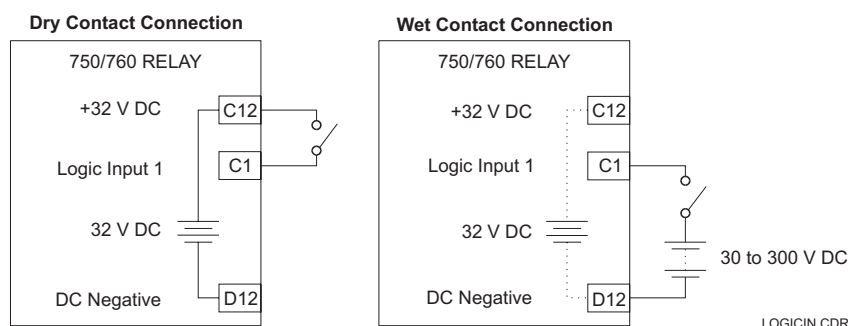 Dry Contact Connection
750/760 RELAY
+32 V DC
C12
Logic Input 1
C1
32 V DC
DC Negative
D12
Wet Contact Connection
750/760 RELAY
+32 V DC
C12
Logic Input 1
C1
32 V DC
30 to 300 V DC
DC Negative
D12
LOGICIN.CDR